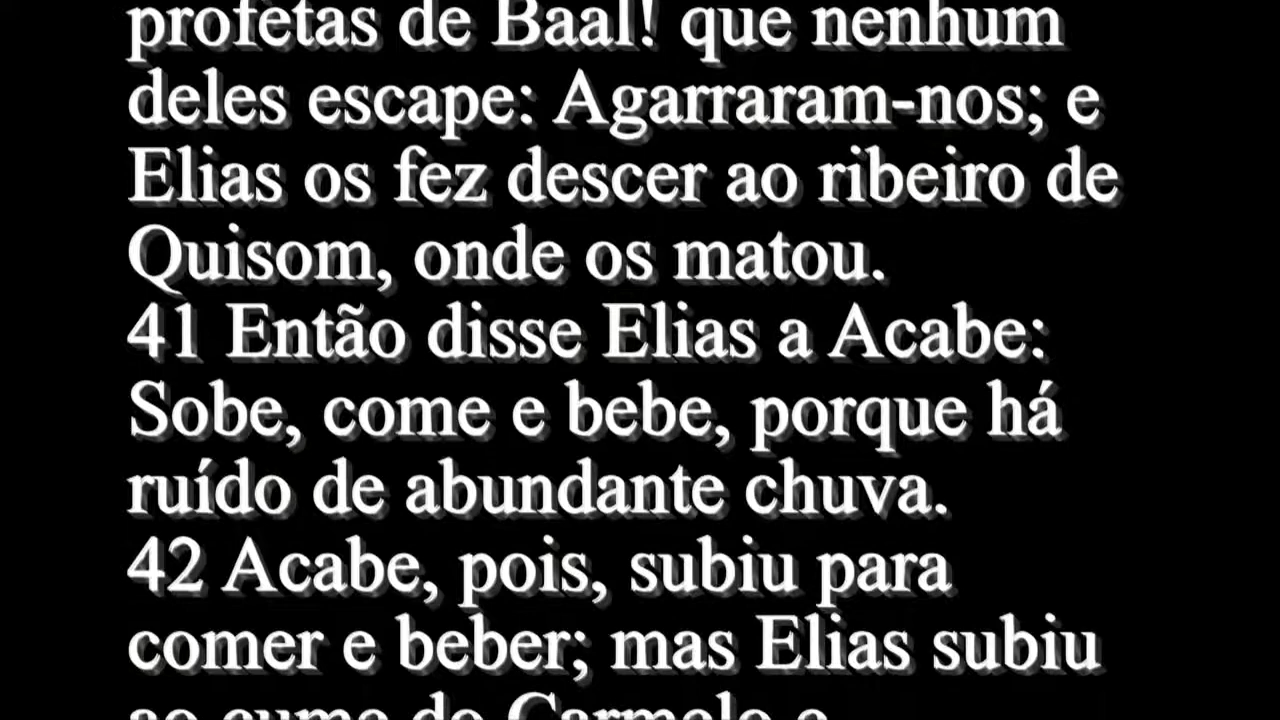 profetas de Baal! que nenhum
deles escape: Agarraram-nos; e
Elias os fez descer ao ribeiro de
Quisom, onde os matou.
41 Então disse Elias a Acabe:
Sobe, come e bebe, porque há
ruído de abundante chuva.
42 Acabe, pois, subiu para
comer e beber; mas Elias subiu
ao cume do Carmelo e